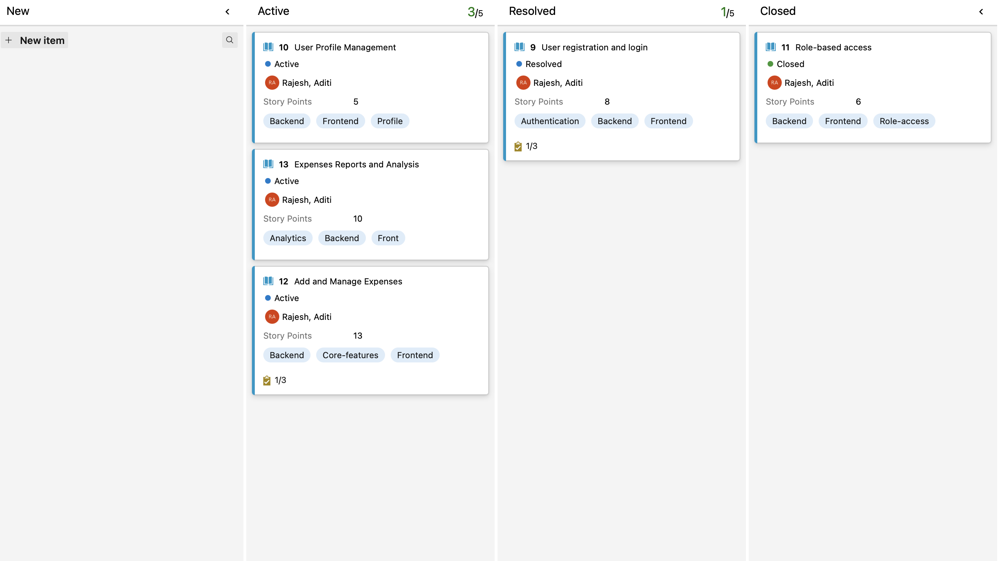 New
+ New item
Active 3/5
10 User Profile Management
Active
RA Rajesh, Aditi
Story Points 5
Backend Frontend Profile
13 Expenses Reports and Analysis
Active
RA Rajesh, Aditi
Story Points 10
Analytics Backend Front
12 Add and Manage Expenses
Active
RA Rajesh, Aditi
Story Points 13
Backend Core-features Frontend
1/3
Resolved 1/5
9 User registration and login
Resolved
RA Rajesh, Aditi
Story Points 8
Authentication Backend Frontend
1/3
Closed
11 Role-based access
Closed
RA Rajesh, Aditi
Story Points 6
Backend Frontend Role-access